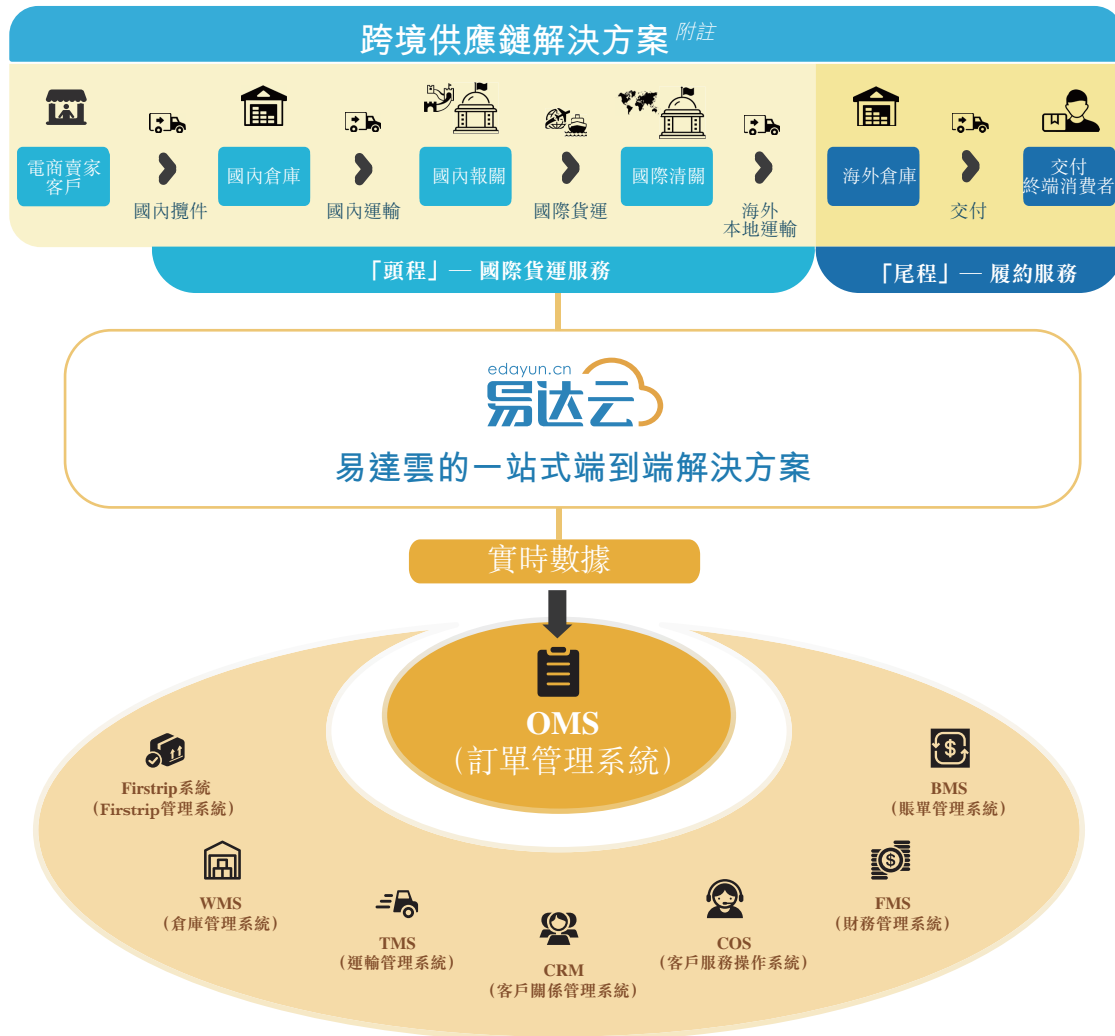 跨境供應鏈解決方案 附註
電商賣家
客戶
國內攬件
國內倉庫
國內運輸
國內報關
國際貨運
國際清關
海外
本地運輸
海外倉庫
交付
交付
終端消費者
「頭程」— 國際貨運服務
「尾程」— 履約服務
edayun.cn
易达云
易達雲的一站式端到端解決方案
實時數據
OMS
(訂單管理系統)
Firstrip系統
(Firstrip管理系統)
BMS
(賬單管理系統)
WMS
(倉庫管理系統)
FMS
(財務管理系統)
TMS
(運輸管理系統)
COS
(客戶服務操作系統)
CRM
(客戶關係管理系統)